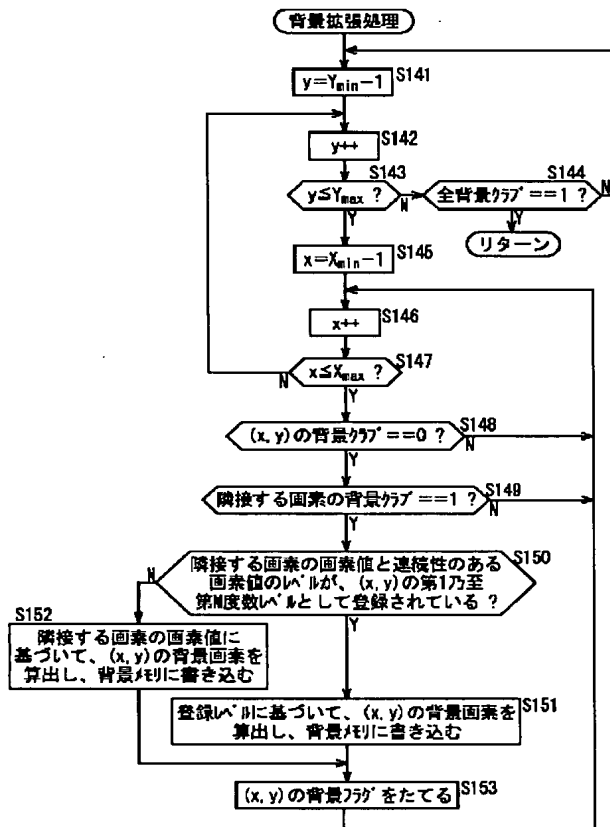 背景拡張処理
y=Ymin-1
S141
y++
S142
y≦Ymax ?
S143
N
Y
全背景ｸﾗﾌﾞ==1 ?
S144
N
Y
リターン
x=Xmin-1
S145
x++
S146
x≦Xmax ?
S147
N
Y
(x,y)の背景ｸﾗﾌﾞ==0 ?
S148
N
Y
隣接する画素の背景ｸﾗﾌﾞ==1 ?
S149
N
Y
隣接する画素の画素値と連続性のある
画素値のﾚﾍﾞﾙが、(x,y)の第1乃至
第N度数ﾚﾍﾞﾙとして登録されている ?
S150
N
Y
S152
隣接する画素の画素値に
基づいて、(x,y)の背景画素を
算出し、背景ﾒﾓﾘに書き込む
登録ﾚﾍﾞﾙに基づいて、(x,y)の背景画素を
算出し、背景ﾒﾓﾘに書き込む
S151
(x,y)の背景ﾌﾗｸﾞをたてる
S153